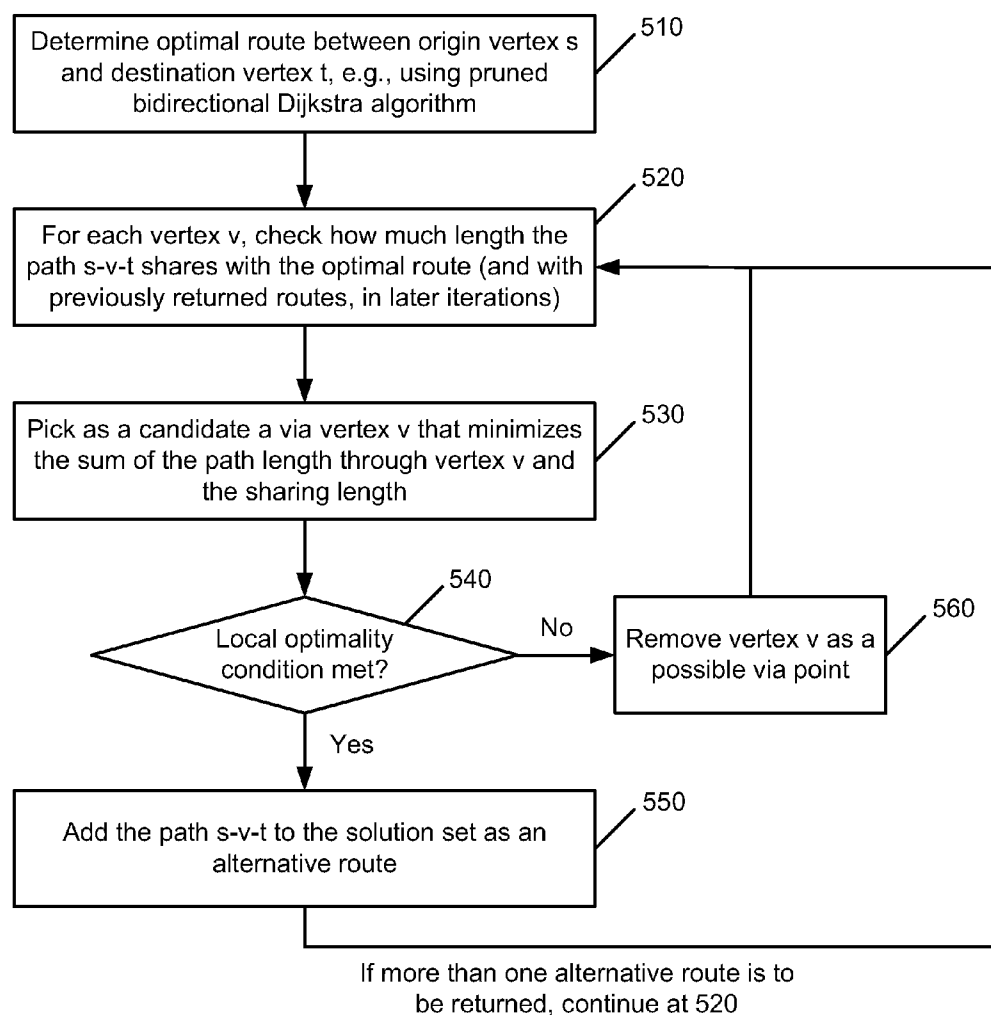 Determine optimal route between origin vertex s
and destination vertex t, e.g., using pruned
bidirectional Dijkstra algorithm
510
For each vertex v, check how much length the
path s-v-t shares with the optimal route (and with
previously returned routes, in later iterations)
520
Pick as a candidate a via vertex v that minimizes
the sum of the path length through vertex v and
the sharing length
530
Local optimality
condition met?
540
No
Remove vertex v as a
possible via point
560
Yes
Add the path s-v-t to the solution set as an
alternative route
550
If more than one alternative route is to
be returned, continue at 520